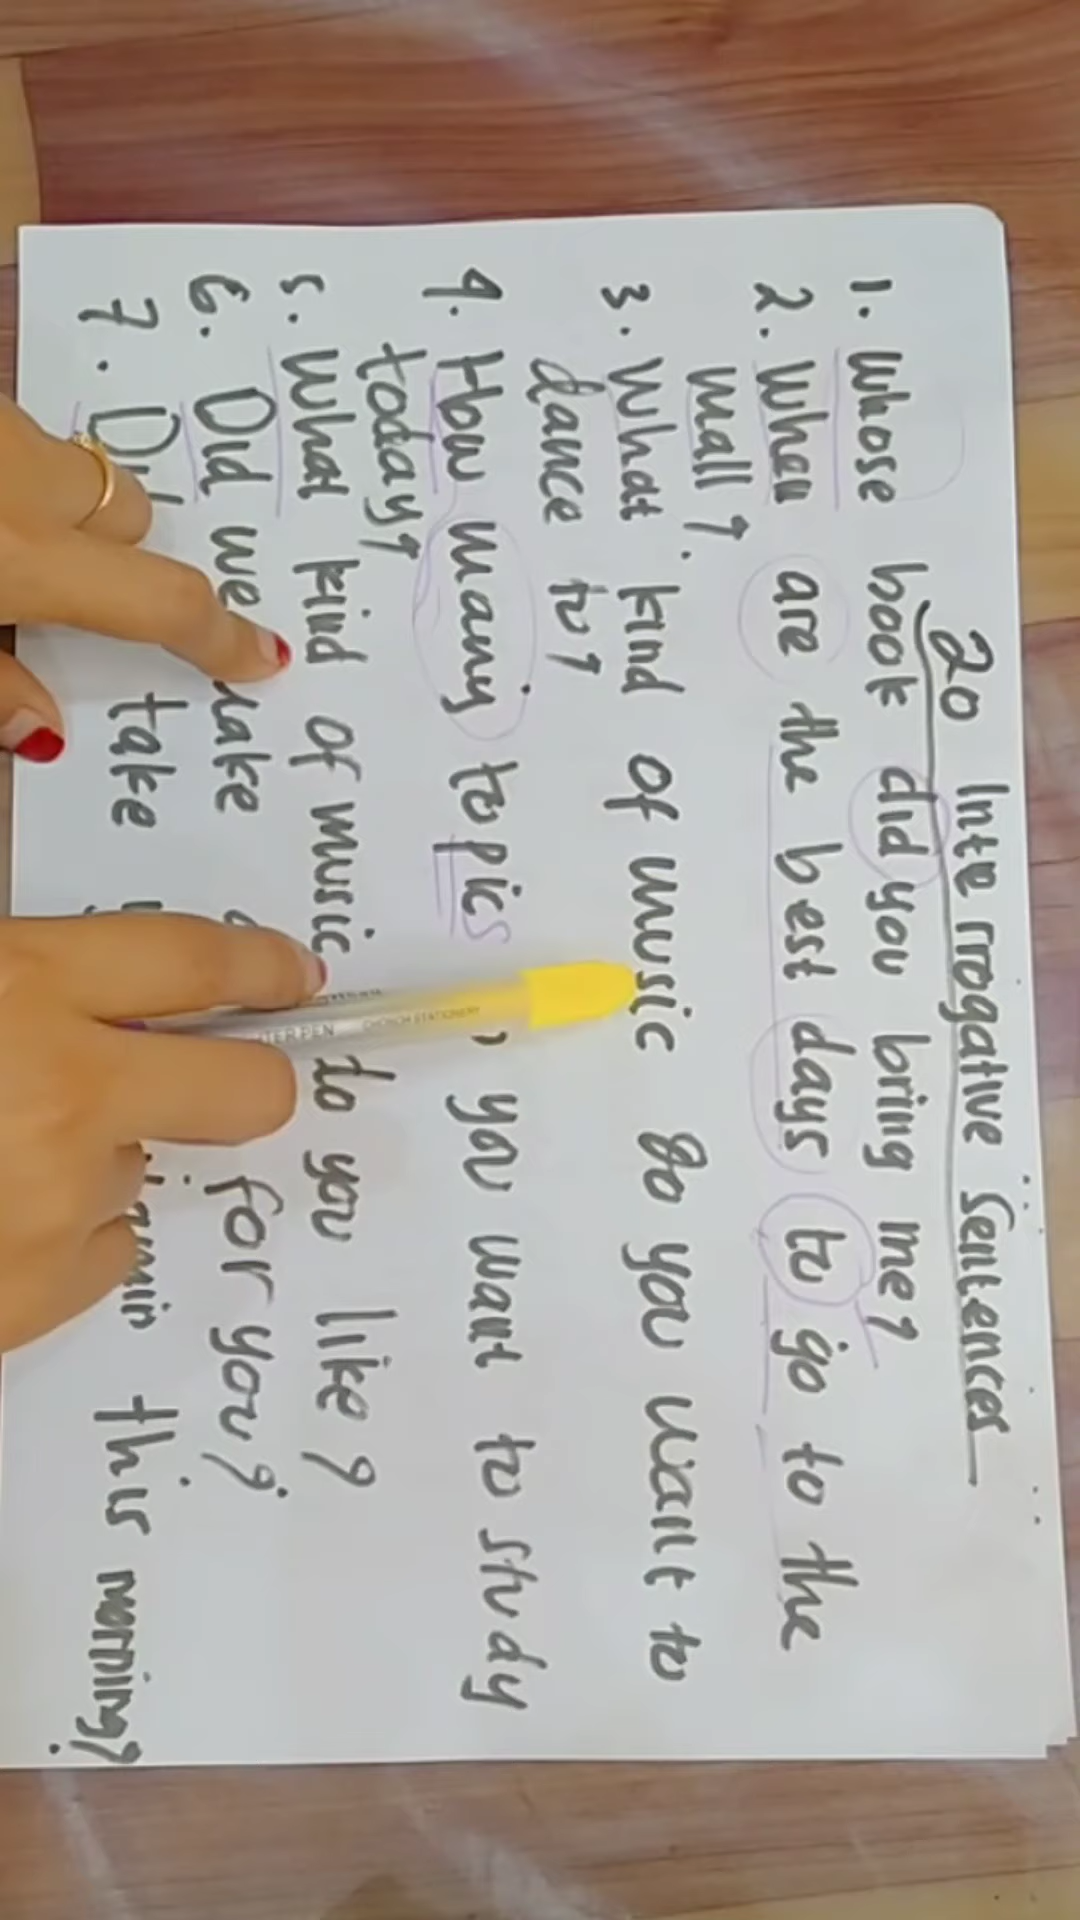 20 Interrogative Sentences
1. Whose book did you bring me?
2. When are the best days to go to the
mall?
3. What kind of music do you want to
dance to?
4. How many topics you want to study
today?
5. What kind of music do you like?
6. Did we for you?
7. take this morning?